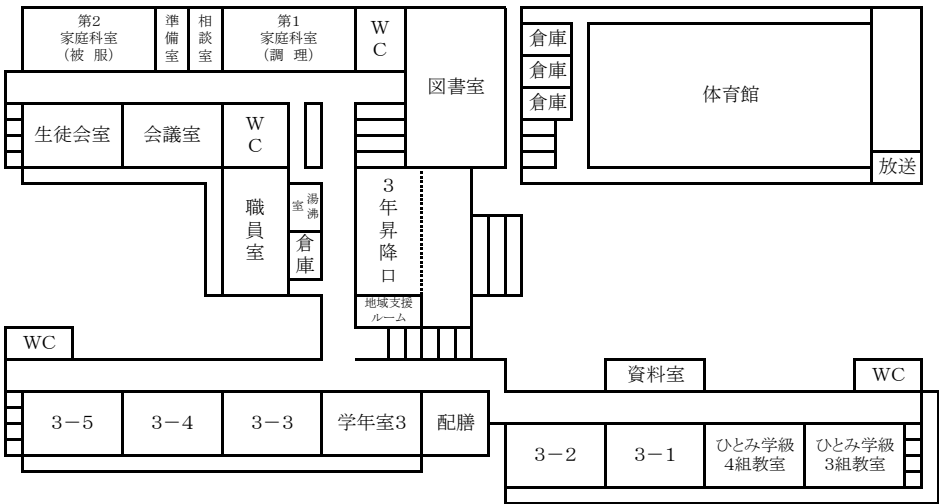 第2
家庭科室
（被 服）
準
備
室
相
談
室
第1
家庭科室
（調 理）
W
C
図書室
倉庫
倉庫
倉庫
体育館
放送
生徒会室
会議室
W
C
職
員
室
湯沸
室
倉
庫
3
年
昇
降
口
地域支援
ルーム
WC
資料室
WC
3－5
3－4
3－3
学年室3
配膳
3－2
3－1
ひとみ学級
4組教室
ひとみ学級
3組教室